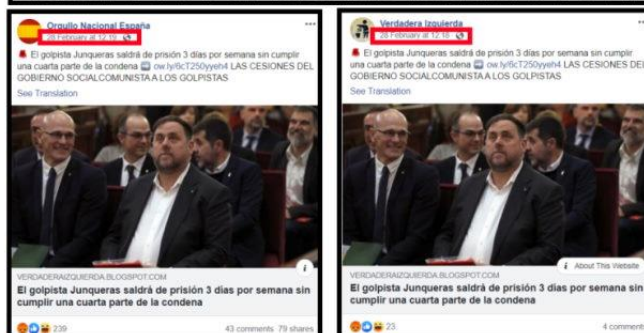 Orgullo Nacional España
28 February at 12:19
El golpista Junqueras saldrá de prisión 3 días por semana sin cumplir
una cuarta parte de la condena ow.ly/6cT250yyeh4 LAS CESIONES DEL
GOBIERNO SOCIALCOMUNISTA A LOS GOLPISTAS
See Translation
VERDADERAIZQUIERDA.BLOGSPOT.COM
El golpista Junqueras saldrá de prisión 3 días por semana sin
cumplir una cuarta parte de la condena
239
43 comments 79 shares
Verdadera Izquierda
28 February at 12:18
El golpista Junqueras saldrá de prisión 3 días por semana sin cumplir
una cuarta parte de la condena ow.ly/6cT250yyeh4 LAS CESIONES DEL
GOBIERNO SOCIALCOMUNISTA A LOS GOLPISTAS
See Translation
About This Website
VERDADERAIZQUIERDA.BLOGSPOT.COM
El golpista Junqueras saldrá de prisión 3 días por semana sin
cumplir una cuarta parte de la condena
23
4 comments